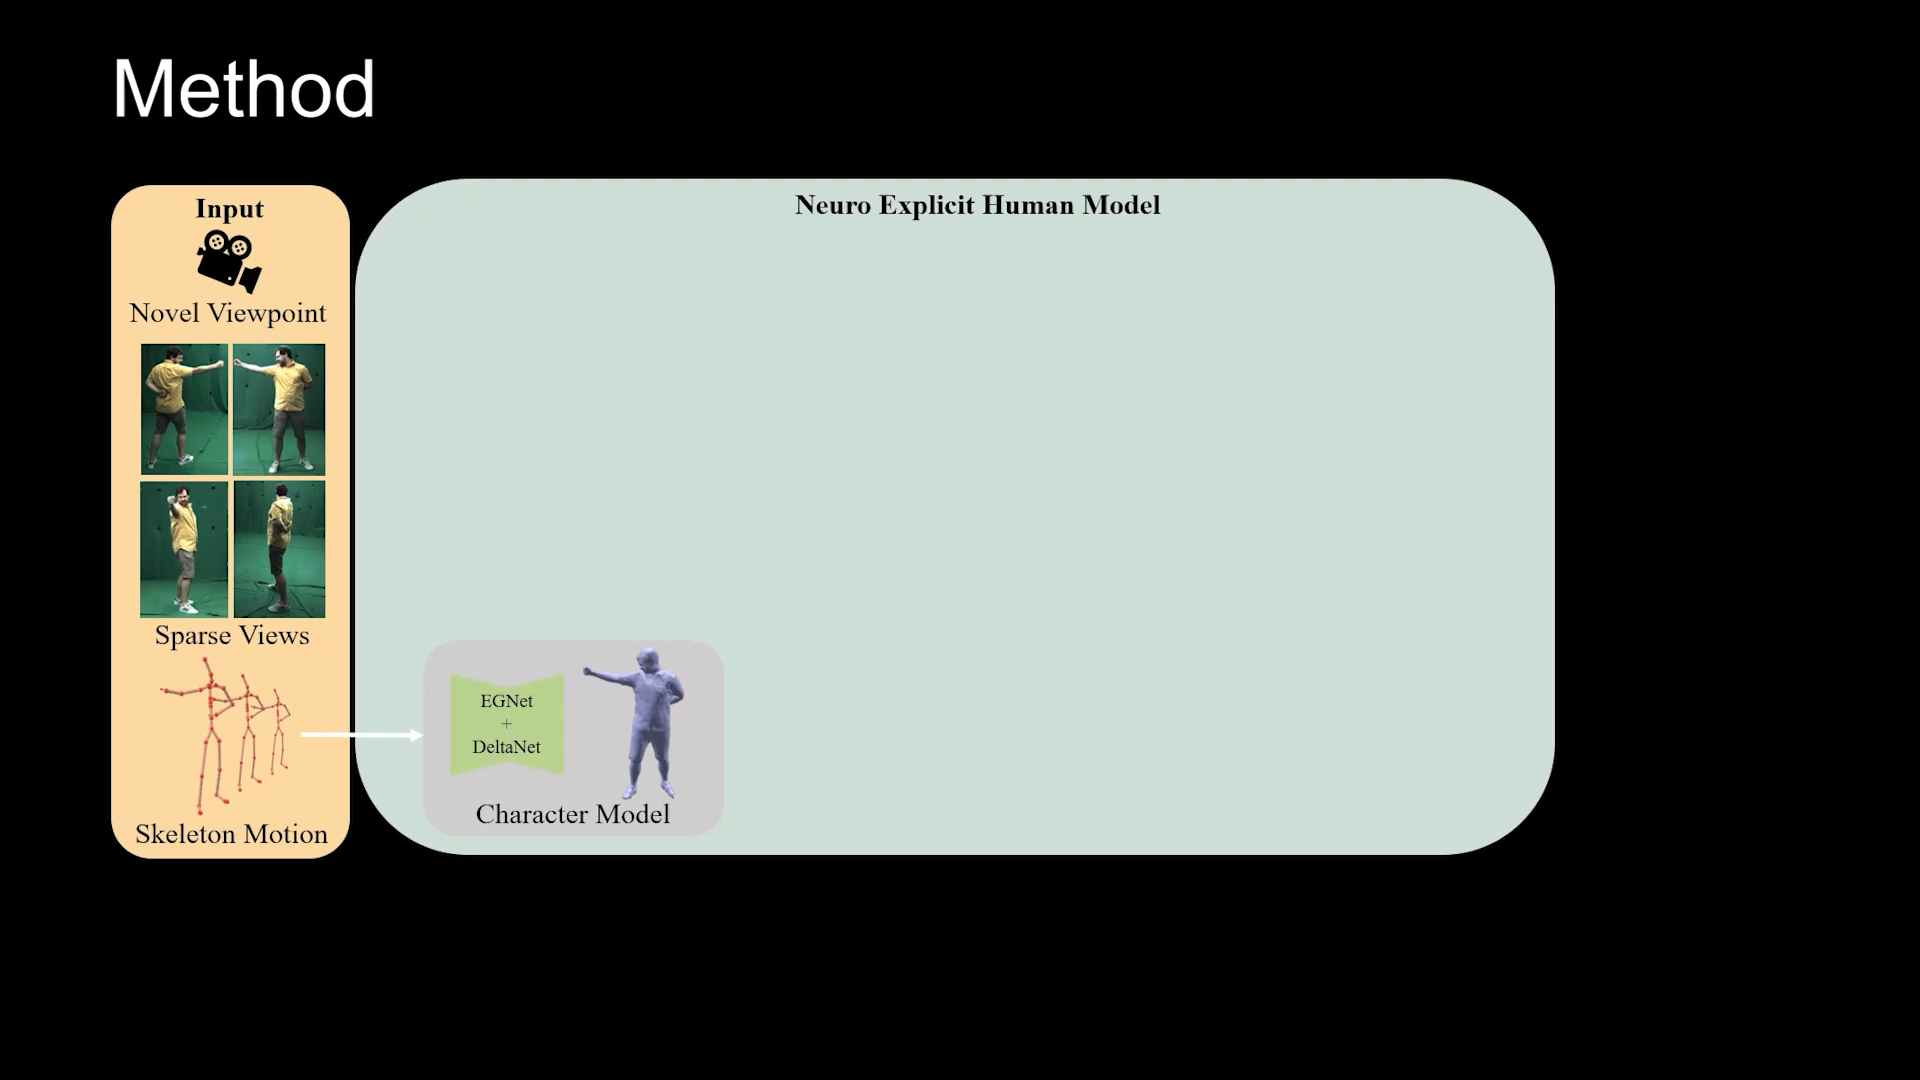 Method
Input
Novel Viewpoint
Sparse Views
Skeleton Motion
Neuro Explicit Human Model
EGNet
+
DeltaNet
Character Model